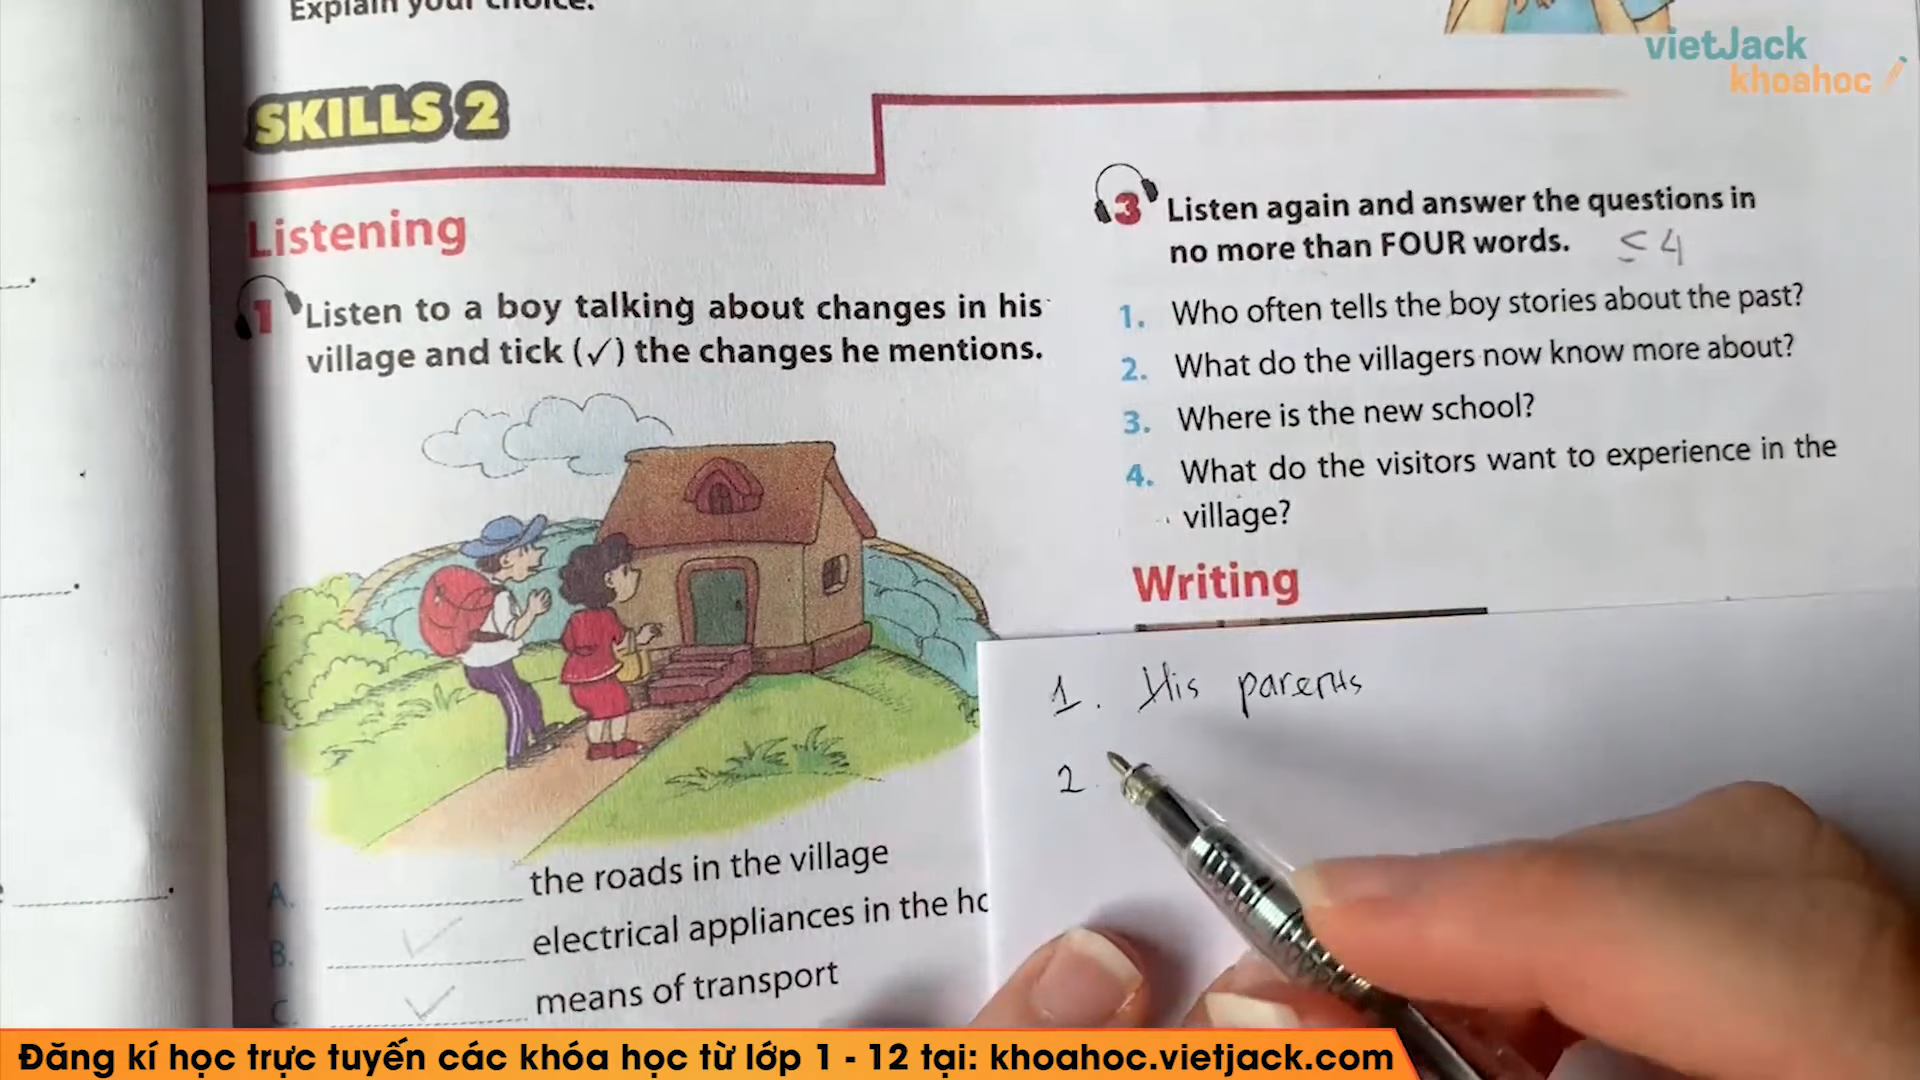 Explain your choice.
vietJack
khoahoc
SKILLS 2
Listening
1 Listen to a boy talking about changes in his
village and tick (✓) the changes he mentions.
A. ____________ the roads in the village
B. ____________ electrical appliances in the ho
C. ____________ means of transport
3 Listen again and answer the questions in
no more than FOUR words. ≤ 4
1. Who often tells the boy stories about the past?
2. What do the villagers now know more about?
3. Where is the new school?
4. What do the visitors want to experience in the
village?
Writing
1. His parents
2.
Đăng kí học trực tuyến các khóa học từ lớp 1 - 12 tại: khoahoc.vietjack.com